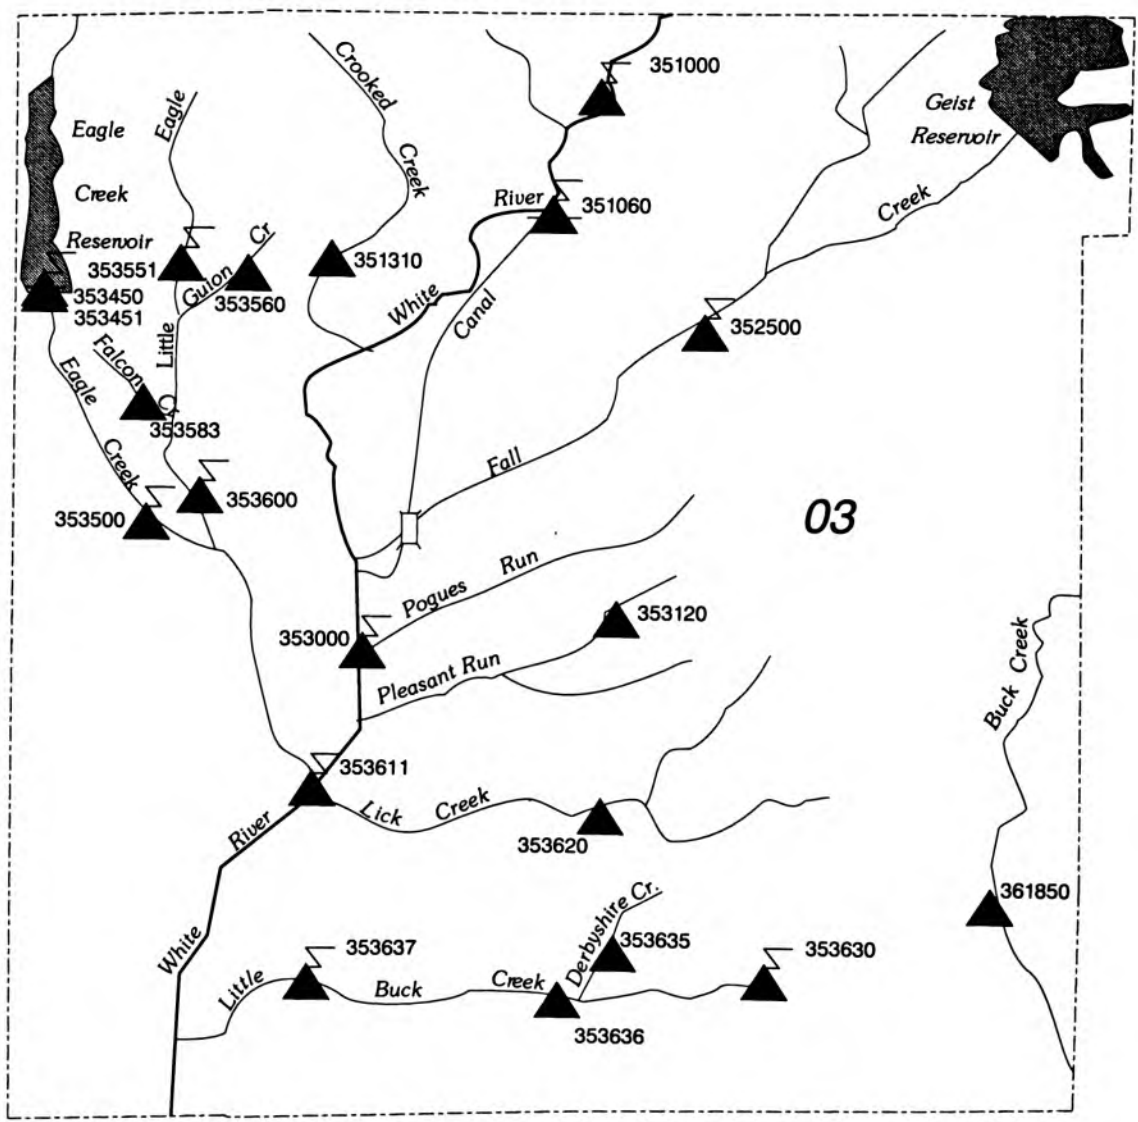 Crooked
351000
Eagle
Eagle
Geist
Reservoir
Creek
Creek
River
351060
Creek
Reservoir
Cr
353551
351310
353450
Guion
353560
353451
White
Canal
352500
Little
Falcon
Eagle
Cr
353583
Creek
Fall
353600
353500
03
Pogues Run
353120
353000
Pleasant Run
Buck Creek
353611
Lick Creek
River
353620
361850
Derbyshire Cr.
353637
353635
353630
White
Little Buck Creek
353636